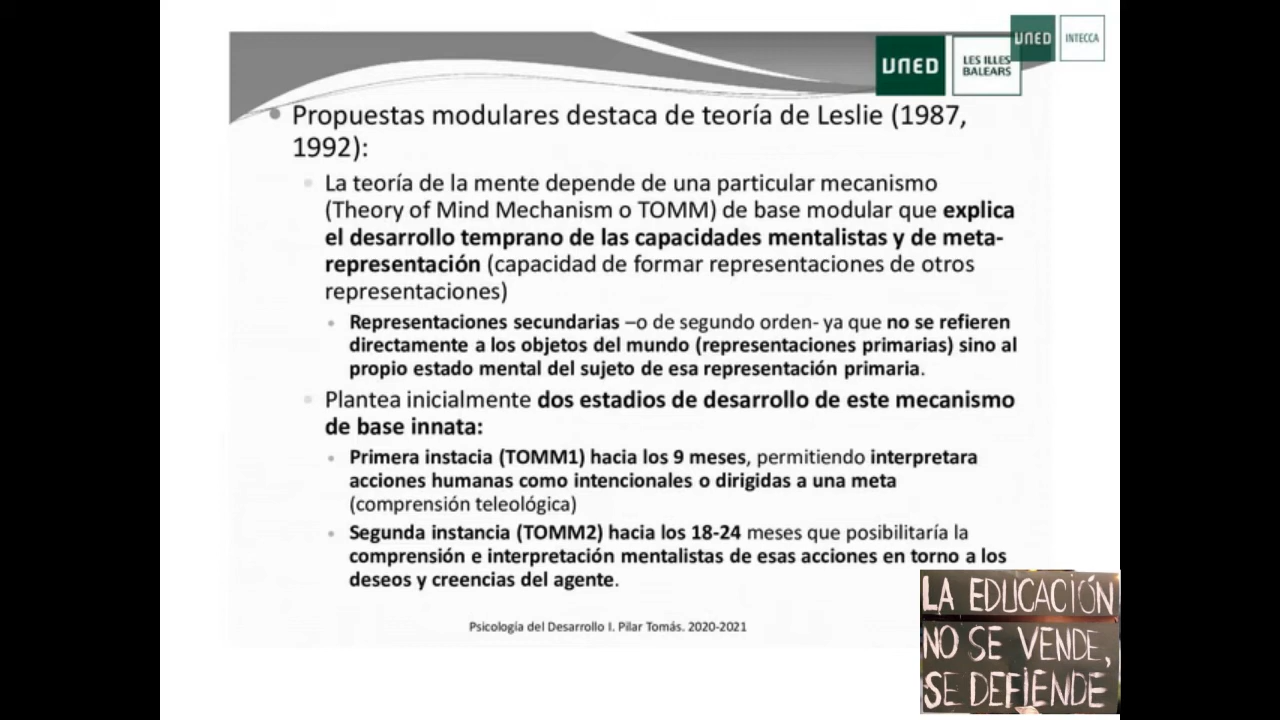 UNED
INTECCA
UNED
LES ILLES
BALEARS
• Propuestas modulares destaca de teoría de Leslie (1987,
1992):
• La teoría de la mente depende de una particular mecanismo
(Theory of Mind Mechanism o TOMM) de base modular que explica
el desarrollo temprano de las capacidades mentalistas y de meta-
representación (capacidad de formar representaciones de otros
representaciones)
• Representaciones secundarias –o de segundo orden- ya que no se refieren
directamente a los objetos del mundo (representaciones primarias) sino al
propio estado mental del sujeto de esa representación primaria.
• Plantea inicialmente dos estadios de desarrollo de este mecanismo
de base innata:
• Primera instacia (TOMM1) hacia los 9 meses, permitiendo interpretara
acciones humanas como intencionales o dirigidas a una meta
(comprensión teleológica)
• Segunda instancia (TOMM2) hacia los 18-24 meses que posibilitaría la
comprensión e interpretación mentalistas de esas acciones en torno a los
deseos y creencias del agente.
Psicología del Desarrollo I. Pilar Tomás. 2020-2021
LA EDUCACIÓN
NO SE VENDE,
SE DEFIENDE